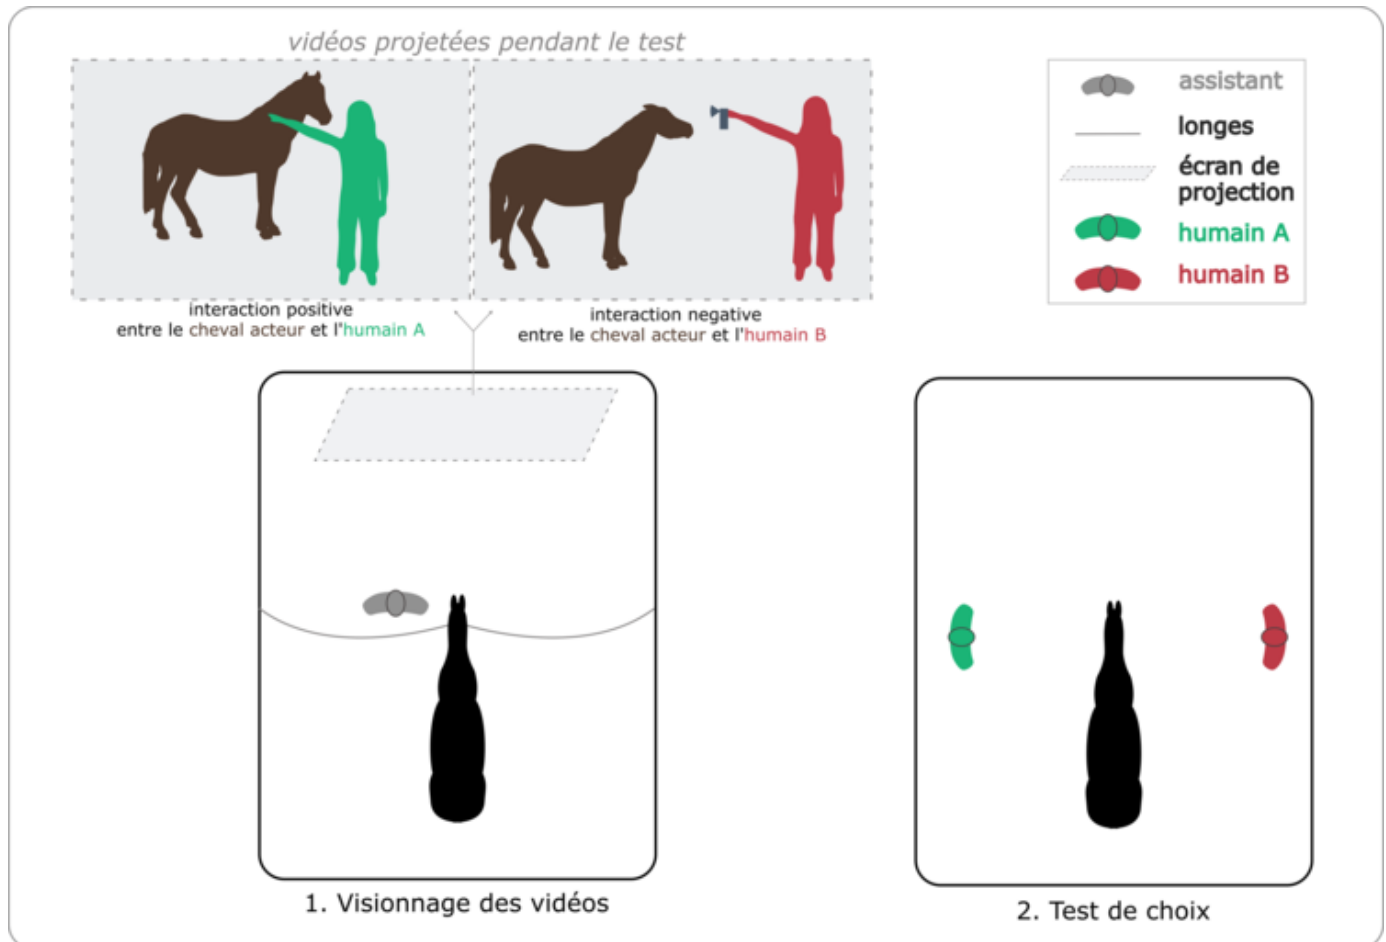 vidéos projetées pendant le test
interaction positive
entre le cheval acteur et l'humain A
interaction negative
entre le cheval acteur et l'humain B
assistant
longes
écran de
projection
humain A
humain B
1. Visionnage des vidéos
2. Test de choix